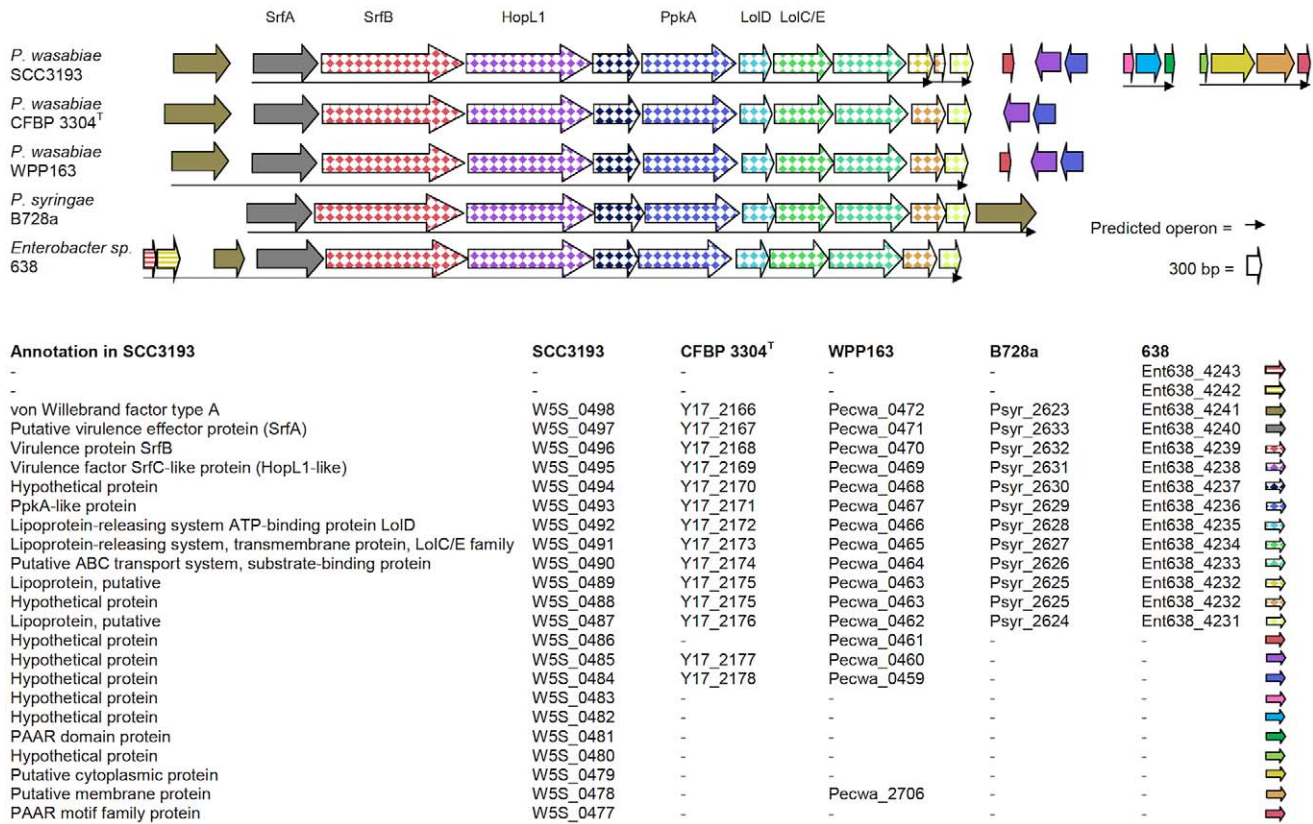 SrfA SrfB HopL1 PpkA LolD LolC/E
P. wasabiae
SCC3193
P. wasabiae
CFBP 3304T
P. wasabiae
WPP163
P. syringae
B728a
Predicted operon =
Enterobacter sp.
638
300 bp =
Annotation in SCC3193 SCC3193 CFBP 3304T WPP163 B728a 638
- - - - - Ent638_4243
- - - - - Ent638_4242
von Willebrand factor type A W5S_0498 Y17_2166 Pecwa_0472 Psyr_2623 Ent638_4241
Putative virulence effector protein (SrfA) W5S_0497 Y17_2167 Pecwa_0471 Psyr_2633 Ent638_4240
Virulence protein SrfB W5S_0496 Y17_2168 Pecwa_0470 Psyr_2632 Ent638_4239
Virulence factor SrfC-like protein (HopL1-like) W5S_0495 Y17_2169 Pecwa_0469 Psyr_2631 Ent638_4238
Hypothetical protein W5S_0494 Y17_2170 Pecwa_0468 Psyr_2630 Ent638_4237
PpkA-like protein W5S_0493 Y17_2171 Pecwa_0467 Psyr_2629 Ent638_4236
Lipoprotein-releasing system ATP-binding protein LolD W5S_0492 Y17_2172 Pecwa_0466 Psyr_2628 Ent638_4235
Lipoprotein-releasing system, transmembrane protein, LolC/E family W5S_0491 Y17_2173 Pecwa_0465 Psyr_2627 Ent638_4234
Putative ABC transport system, substrate-binding protein W5S_0490 Y17_2174 Pecwa_0464 Psyr_2626 Ent638_4233
Lipoprotein, putative W5S_0489 Y17_2175 Pecwa_0463 Psyr_2625 Ent638_4232
Hypothetical protein W5S_0488 Y17_2175 Pecwa_0463 Psyr_2625 Ent638_4232
Lipoprotein, putative W5S_0487 Y17_2176 Pecwa_0462 Psyr_2624 Ent638_4231
Hypothetical protein W5S_0486 - Pecwa_0461 - -
Hypothetical protein W5S_0485 Y17_2177 Pecwa_0460 - -
Hypothetical protein W5S_0484 Y17_2178 Pecwa_0459 - -
Hypothetical protein W5S_0483 - - - -
Hypothetical protein W5S_0482 - - - -
PAAR domain protein W5S_0481 - - - -
Hypothetical protein W5S_0480 - - - -
Putative cytoplasmic protein W5S_0479 - - - -
Putative membrane protein W5S_0478 - Pecwa_2706 - -
PAAR motif family protein W5S_0477 - - - -